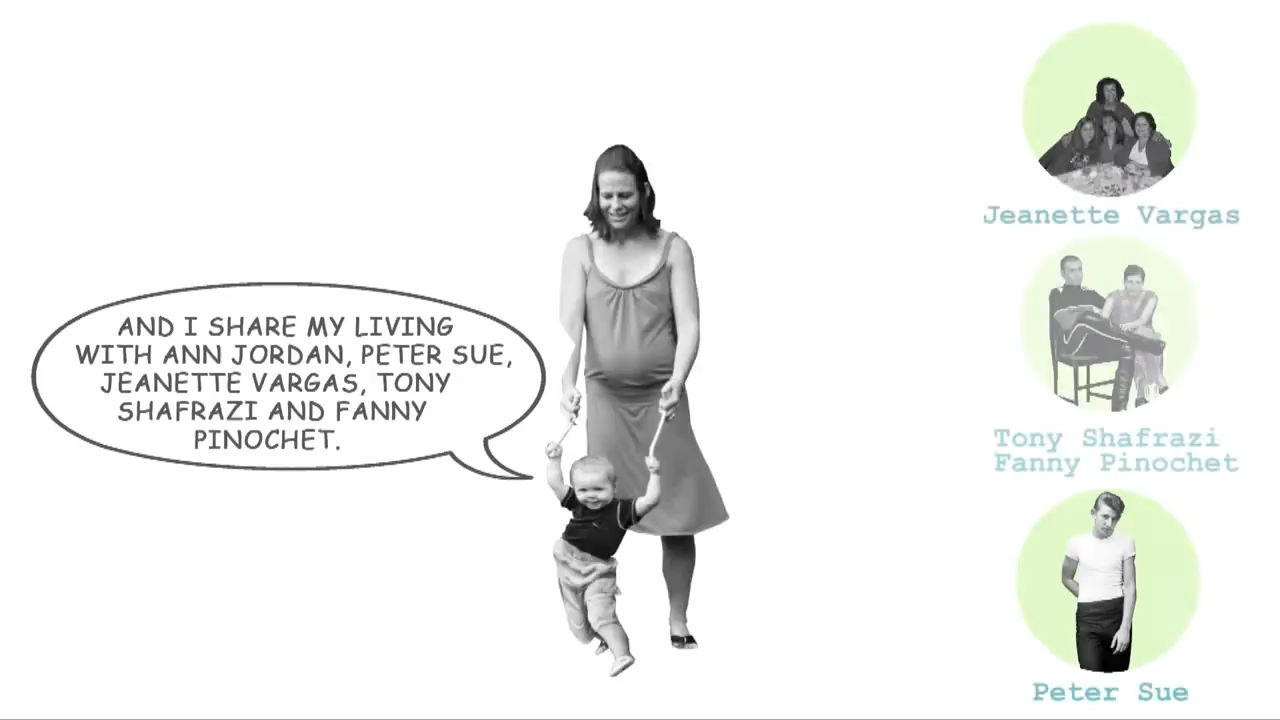 AND I SHARE MY LIVING
WITH ANN JORDAN, PETER SUE,
JEANETTE VARGAS, TONY
SHAFRAZI AND FANNY
PINOCHET.
Jeanette Vargas
Tony Shafrazi
Fanny Pinochet
Peter Sue